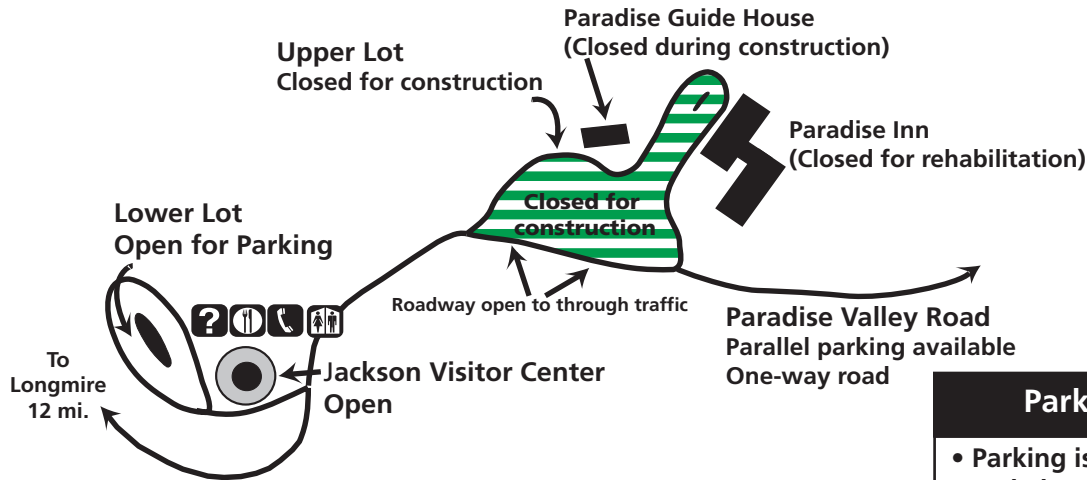 Paradise Guide House
(Closed during construction)
Upper Lot
Closed for construction
Paradise Inn
(Closed for rehabilitation)
Closed for
construction
Lower Lot
Open for Parking
Roadway open to through traffic
?
Paradise Valley Road
Parallel parking available
One-way road
To
Longmire
12 mi.
Jackson Visitor Center
Open
• Parking is